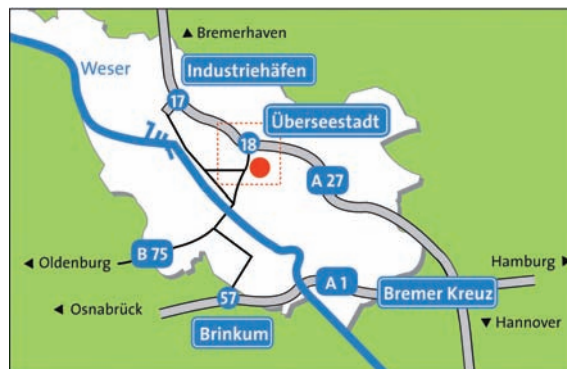 ▲ Bremerhaven
Weser
Industriehäfen
17
Überseestadt
18
A 27
◄ Oldenburg
B 75
Hamburg ►
A 1
◄ Osnabrück
57
Bremer Kreuz
Brinkum
▼ Hannover